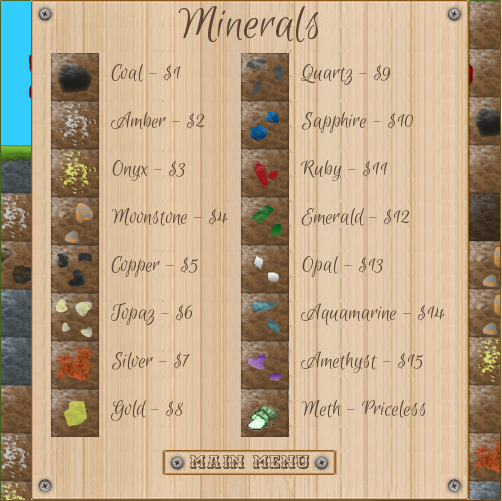 Minerals
Coal - $1
Amber - $2
Onyx - $3
Moonstone - $4
Copper - $5
Topaz - $6
Silver - $7
Gold - $8
Quartz - $9
Sapphire - $10
Ruby - $11
Emerald - $12
Opal - $13
Aquamarine - $14
Amethyst - $15
Meth - Priceless
MAIN MENU